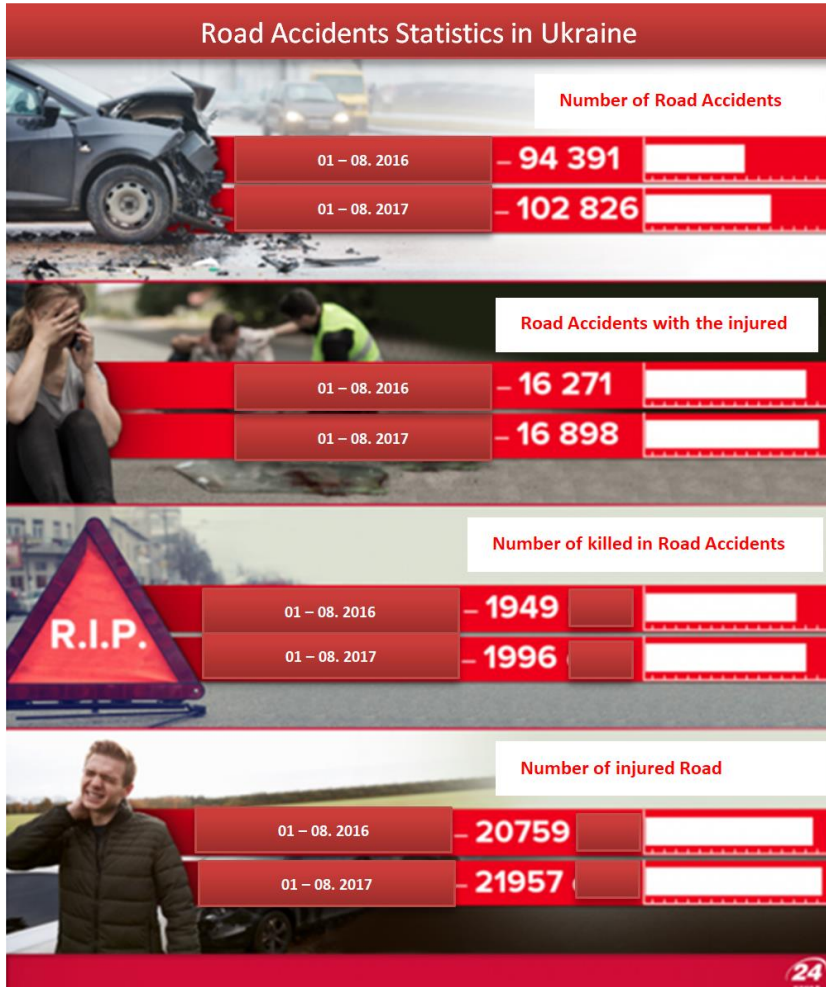 Road Accidents Statistics in Ukraine
Number of Road Accidents
01 – 08. 2016 – 94 391
01 – 08. 2017 – 102 826
Road Accidents with the injured
01 – 08. 2016 – 16 271
01 – 08. 2017 – 16 898
Number of killed in Road Accidents
R.I.P.
01 – 08. 2016 – 1949
01 – 08. 2017 – 1996
Number of injured Road
01 – 08. 2016 – 20759
01 – 08. 2017 – 21957
24